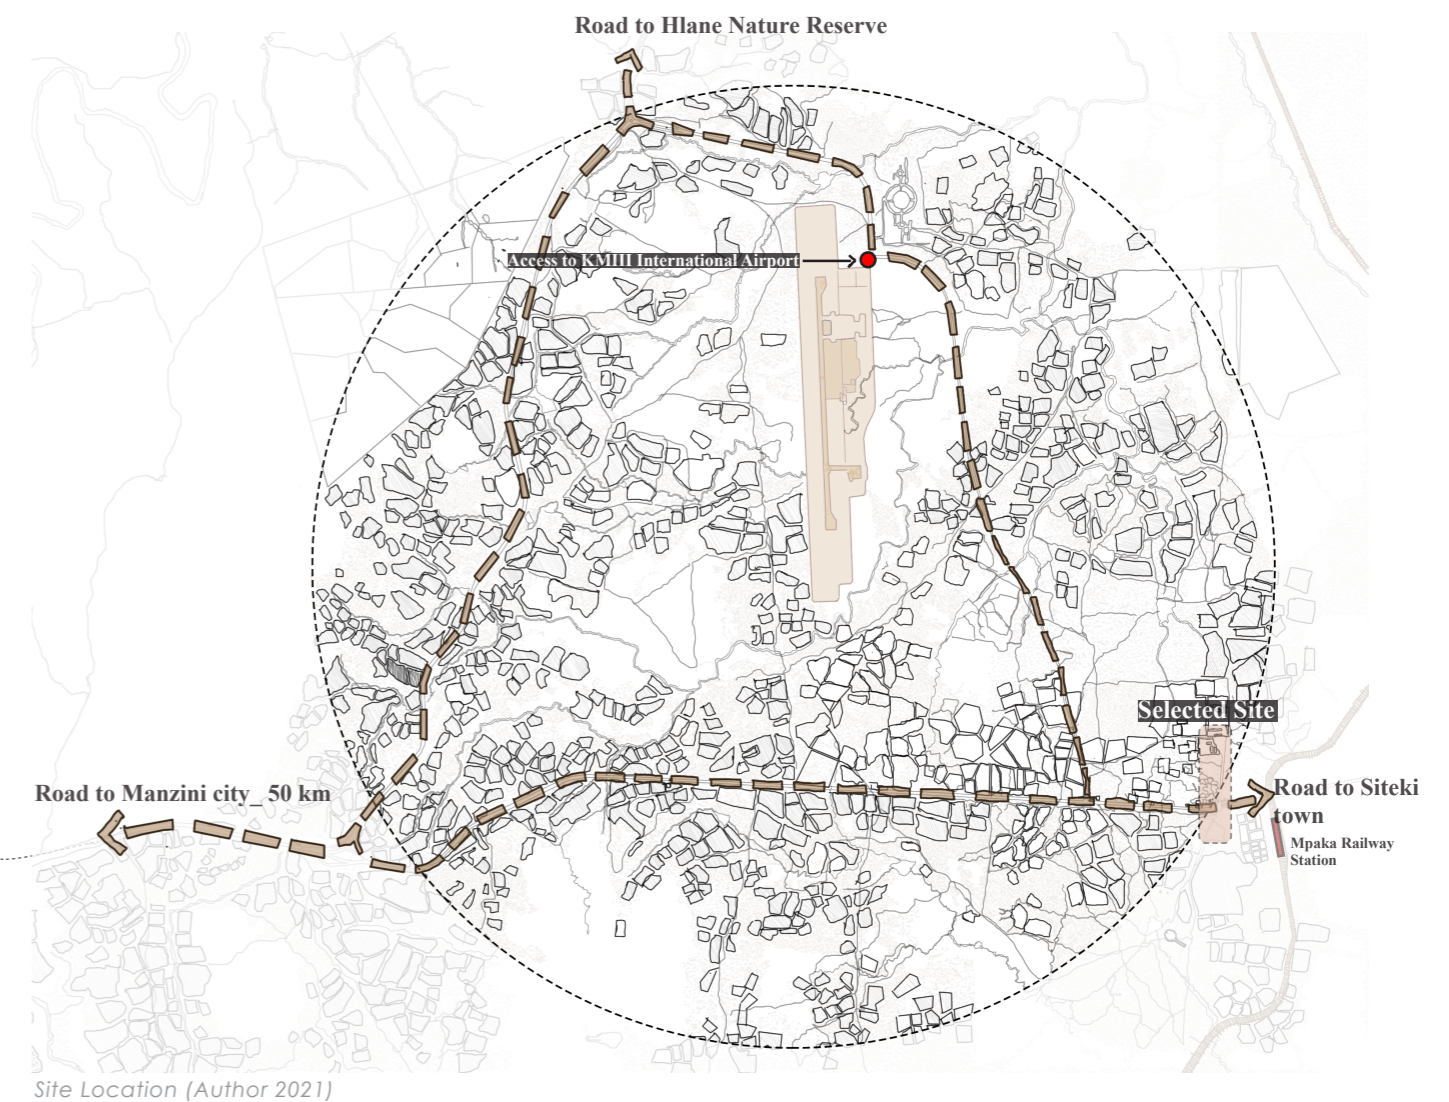 Road to Hlane Nature Reserve
Access to KMIII International Airport
Selected Site
Road to Manzini city_ 50 km
Road to Siteki
town
Mpaka Railway
Station
Site Location (Author 2021)